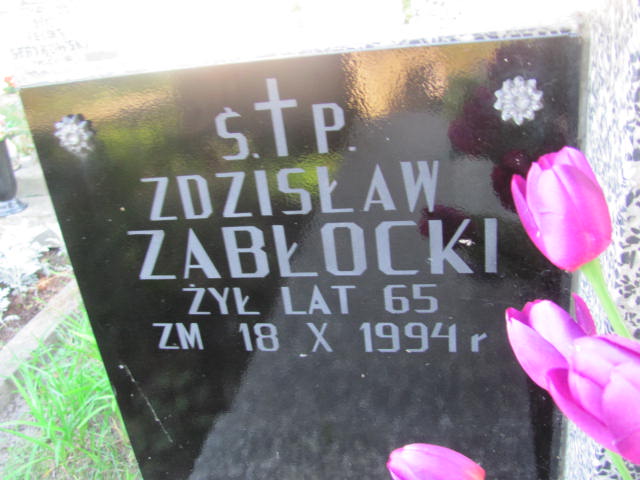 Ś.†P.
ZDZISŁAW
ZABŁOCKI
ŻYŁ LAT 65
ZM 18 X 1994 r